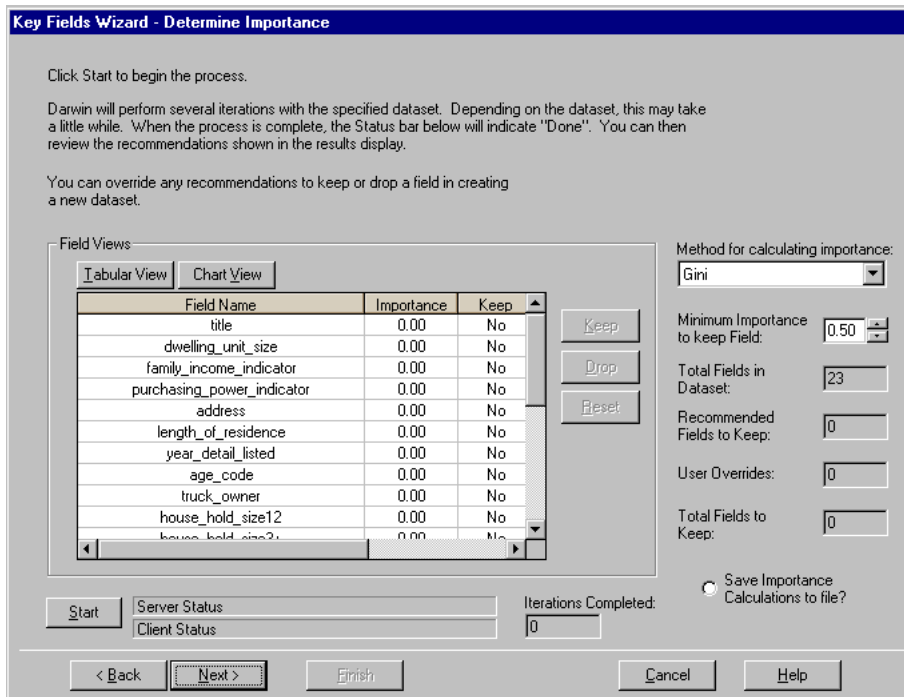 Key Fields Wizard - Determine Importance
Click Start to begin the process.
Darwin will perform several iterations with the specified dataset. Depending on the dataset, this may take
a little while. When the process is complete, the Status bar below will indicate "Done". You can then
review the recommendations shown in the results display.
You can override any recommendations to keep or drop a field in creating
a new dataset.
Field Views
Tabular View Chart View
Field Name Importance Keep
title 0.00 No
dwelling_unit_size 0.00 No
family_income_indicator 0.00 No
purchasing_power_indicator 0.00 No
address 0.00 No
length_of_residence 0.00 No
year_detail_listed 0.00 No
age_code 0.00 No
truck_owner 0.00 No
house_hold_size12 0.00 No
house_hold_size3+ 0.00 No
Keep
Drop
Reset
Method for calculating importance:
Gini
Minimum Importance
to keep Field:
0.50
Total Fields in
Dataset:
23
Recommended
Fields to Keep:
0
User Overrides:
0
Total Fields to
Keep:
0
Save Importance
Calculations to file?
Start
Server Status
Client Status
Iterations Completed:
0
< Back Next > Finish Cancel Help